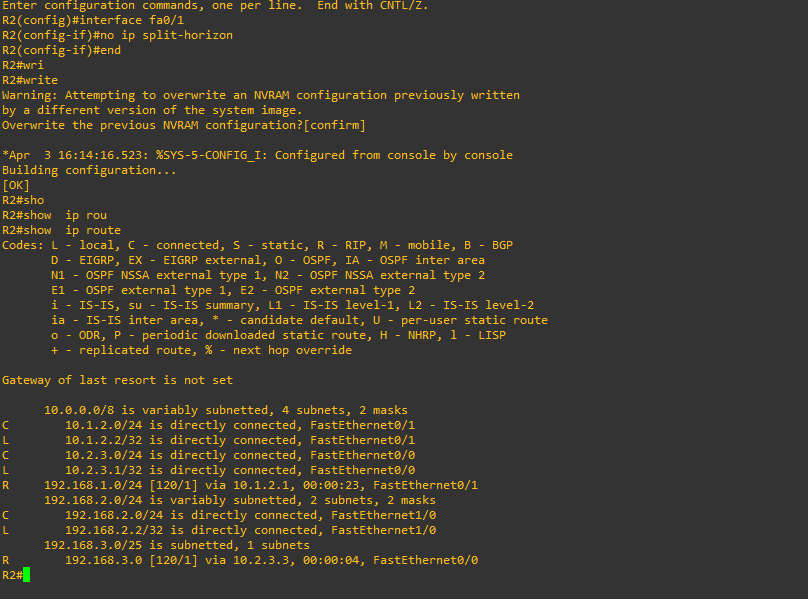 Enter configuration commands, one per line.  End with CNTL/Z.
R2(config)#interface fa0/1
R2(config-if)#no ip split-horizon
R2(config-if)#end
R2#wri
R2#write
Warning: Attempting to overwrite an NVRAM configuration previously written
by a different version of the system image.
Overwrite the previous NVRAM configuration?[confirm]
*Apr  3 16:14:16.523: %SYS-5-CONFIG_I: Configured from console by console
Building configuration...
[OK]
R2#sho
R2#show  ip rou
R2#show  ip route
Codes: L - local, C - connected, S - static, R - RIP, M - mobile, B - BGP
       D - EIGRP, EX - EIGRP external, O - OSPF, IA - OSPF inter area
       N1 - OSPF NSSA external type 1, N2 - OSPF NSSA external type 2
       E1 - OSPF external type 1, E2 - OSPF external type 2
       i - IS-IS, su - IS-IS summary, L1 - IS-IS level-1, L2 - IS-IS level-2
       ia - IS-IS inter area, * - candidate default, U - per-user static route
       o - ODR, P - periodic downloaded static route, H - NHRP, l - LISP
       + - replicated route, % - next hop override
Gateway of last resort is not set
      10.0.0.0/8 is variably subnetted, 4 subnets, 2 masks
C        10.1.2.0/24 is directly connected, FastEthernet0/1
L        10.1.2.2/32 is directly connected, FastEthernet0/1
C        10.2.3.0/24 is directly connected, FastEthernet0/0
L        10.2.3.1/32 is directly connected, FastEthernet0/0
R     192.168.1.0/24 [120/1] via 10.1.2.1, 00:00:23, FastEthernet0/1
      192.168.2.0/24 is variably subnetted, 2 subnets, 2 masks
C        192.168.2.0/24 is directly connected, FastEthernet1/0
L        192.168.2.2/32 is directly connected, FastEthernet1/0
      192.168.3.0/25 is subnetted, 1 subnets
R        192.168.3.0 [120/1] via 10.2.3.3, 00:00:04, FastEthernet0/0
R2#